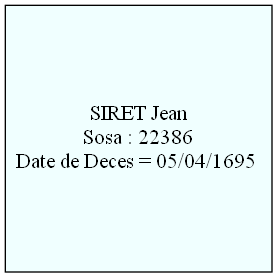 SIRET Jean
Sosa : 22386
Date de Deces = 05/04/1695